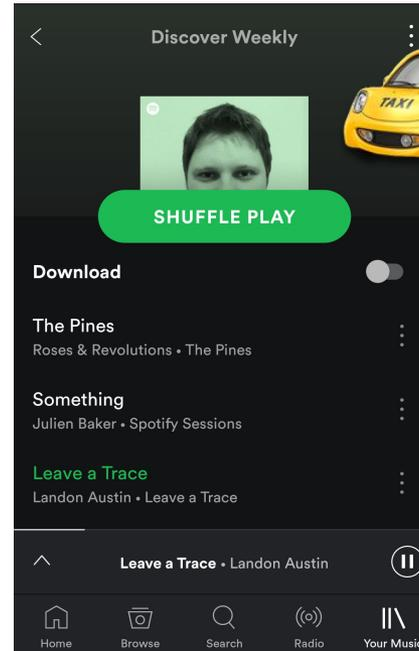 Discover Weekly
TAXI
SHUFFLE PLAY
Download
The Pines
Roses & Revolutions • The Pines
Something
Julien Baker • Spotify Sessions
Leave a Trace
Landon Austin • Leave a Trace
Leave a Trace • Landon Austin
Home Browse Search Radio Your Music